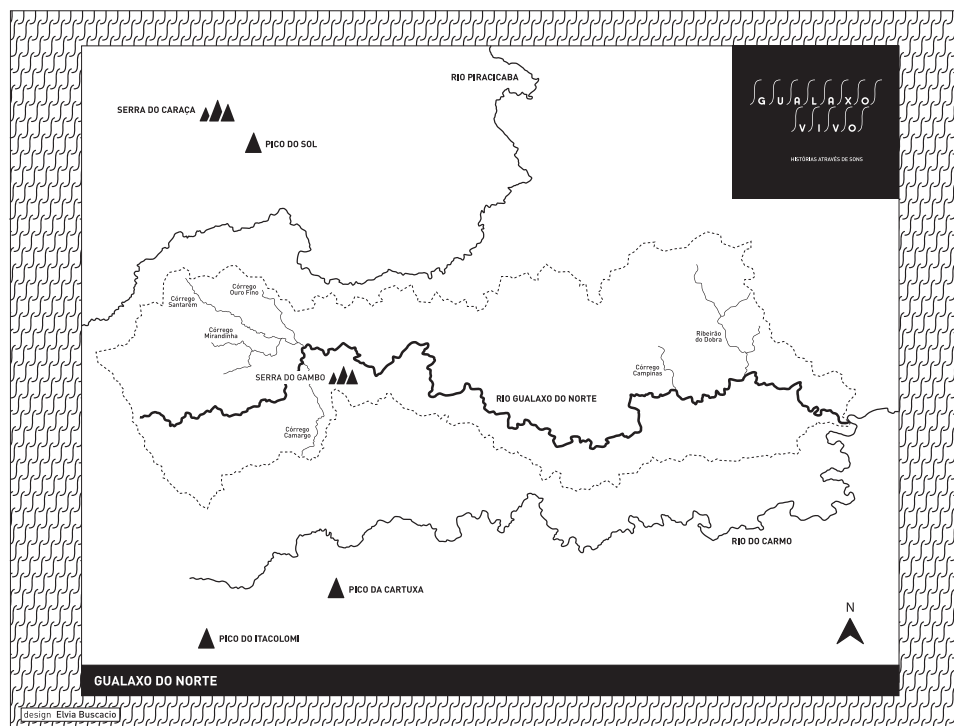 RIO PIRACICABA
SERRA DO CARAÇA
PICO DO SOL
GUALAXO
VIVO
HISTÓRIAS ATRAVÉS DE SONS
Córrego
Ouro Fino
Córrego
Santarém
Córrego
Mirandinha
Ribeirão
do Dobra
SERRA DO GAMBO
Córrego
Campinas
RIO GUALAXO DO NORTE
Córrego
Camargo
RIO DO CARMO
PICO DA CARTUXA
N
PICO DO ITACOLOMI
GUALAXO DO NORTE
design Elvia Buscacio